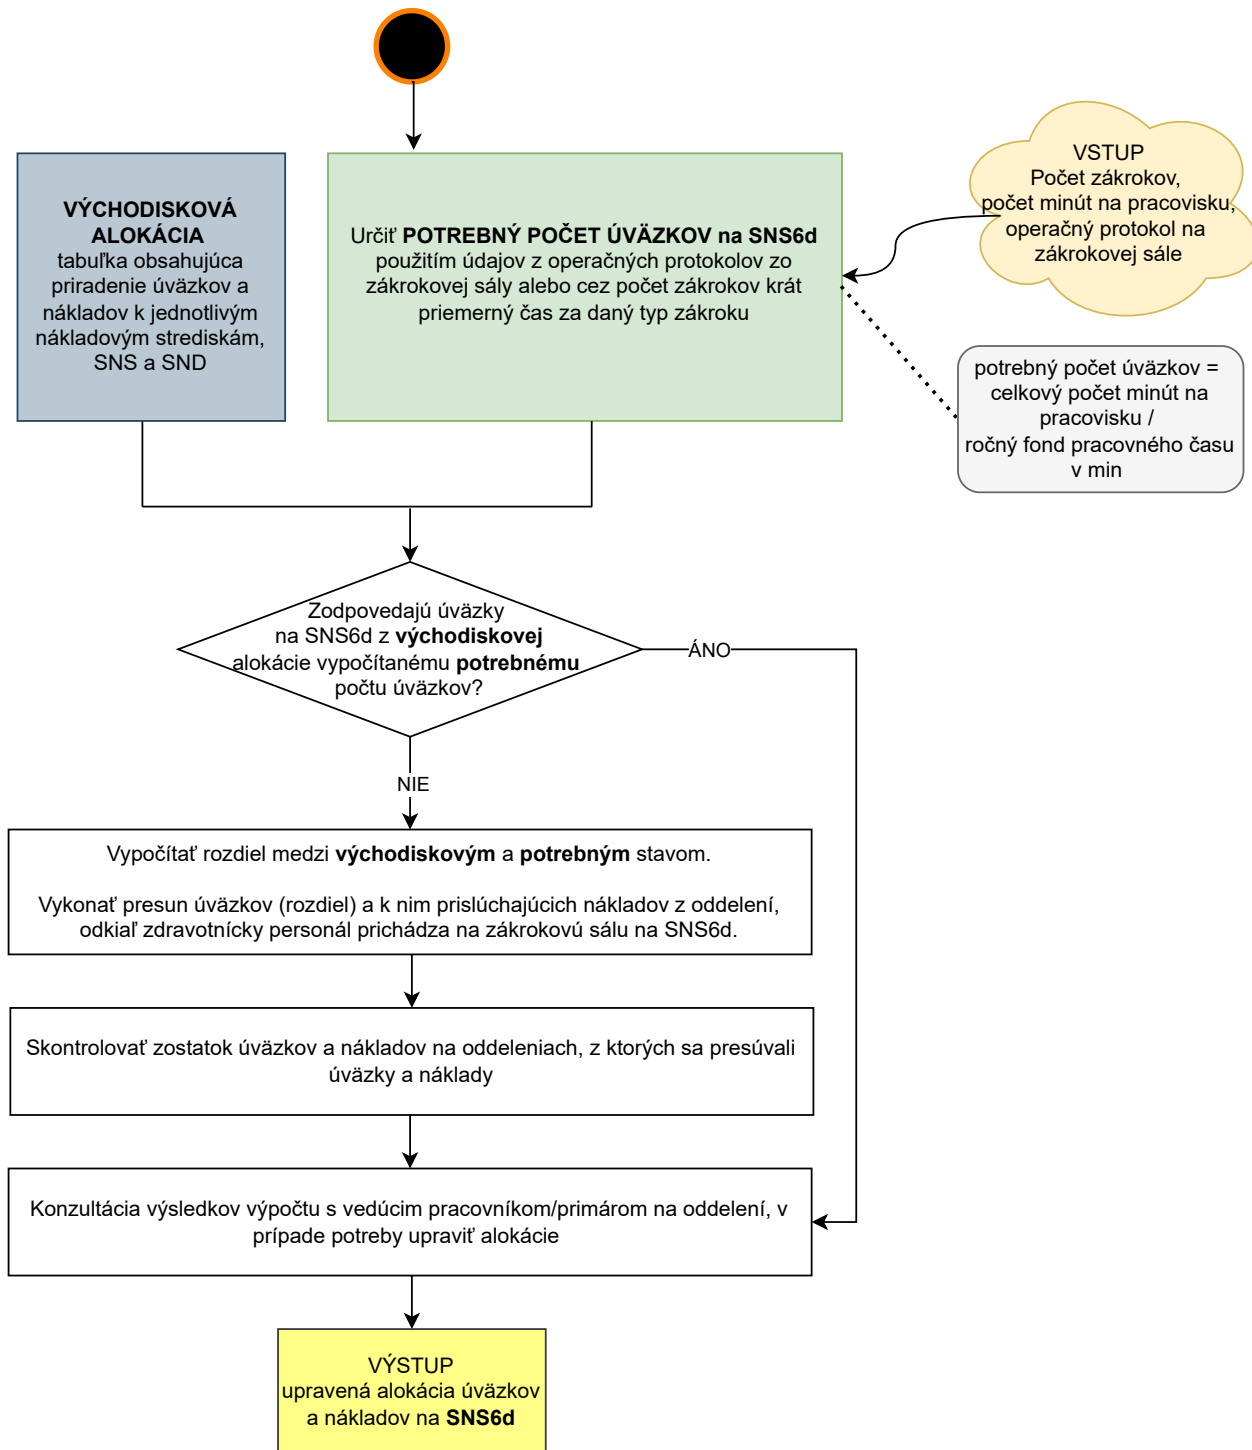 VÝCHODISKOVÁ
ALOKÁCIA
tabuľka obsahujúca
priradenie úväzkov a
nákladov k jednotlivým
nákladovým strediskám,
SNS a SND
Určiť POTREBNÝ POČET ÚVÄZKOV na SNS6d
použitím údajov z operačných protokolov zo
zákrokovej sály alebo cez počet zákrokov krát
priemerný čas za daný typ zákroku
VSTUP
Počet zákrokov,
počet minút na pracovisku,
operačný protokol na
zákrokovej sále
potrebný počet úväzkov =
celkový počet minút na
pracovisku /
ročný fond pracovného času
v min
Zodpovedajú úväzky
na SNS6d z východiskovej
alokácie vypočítanému potrebnému
počtu úväzkov?
ÁNO
NIE
Vypočítať rozdiel medzi východiskovým a potrebným stavom.
Vykonať presun úväzkov (rozdiel) a k nim prislúchajúcich nákladov z oddelení,
odkiaľ zdravotnícky personál prichádza na zákrokovú sálu na SNS6d.
Skontrolovať zostatok úväzkov a nákladov na oddeleniach, z ktorých sa presúvali
úväzky a náklady
Konzultácia výsledkov výpočtu s vedúcim pracovníkom/primárom na oddelení, v
prípade potreby upraviť alokácie
VÝSTUP
upravená alokácia úväzkov
a nákladov na SNS6d